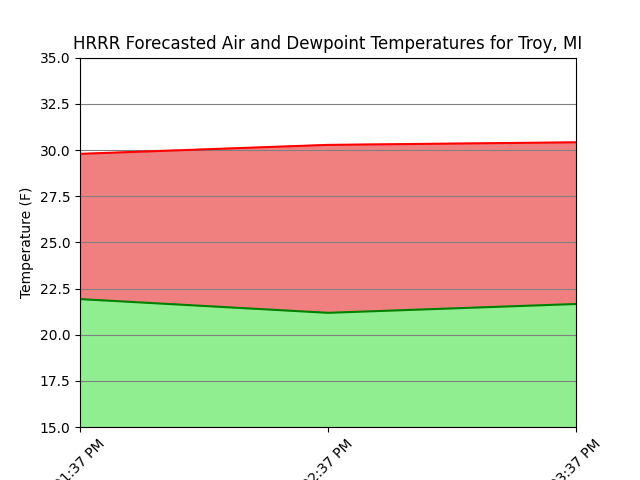 HRRR Forecasted Air and Dewpoint Temperatures for Troy, MI
35.0
32.5
30.0
27.5
25.0
22.5
20.0
17.5
15.0
Temperature (F)
1:37 PM
2:37 PM
3:37 PM